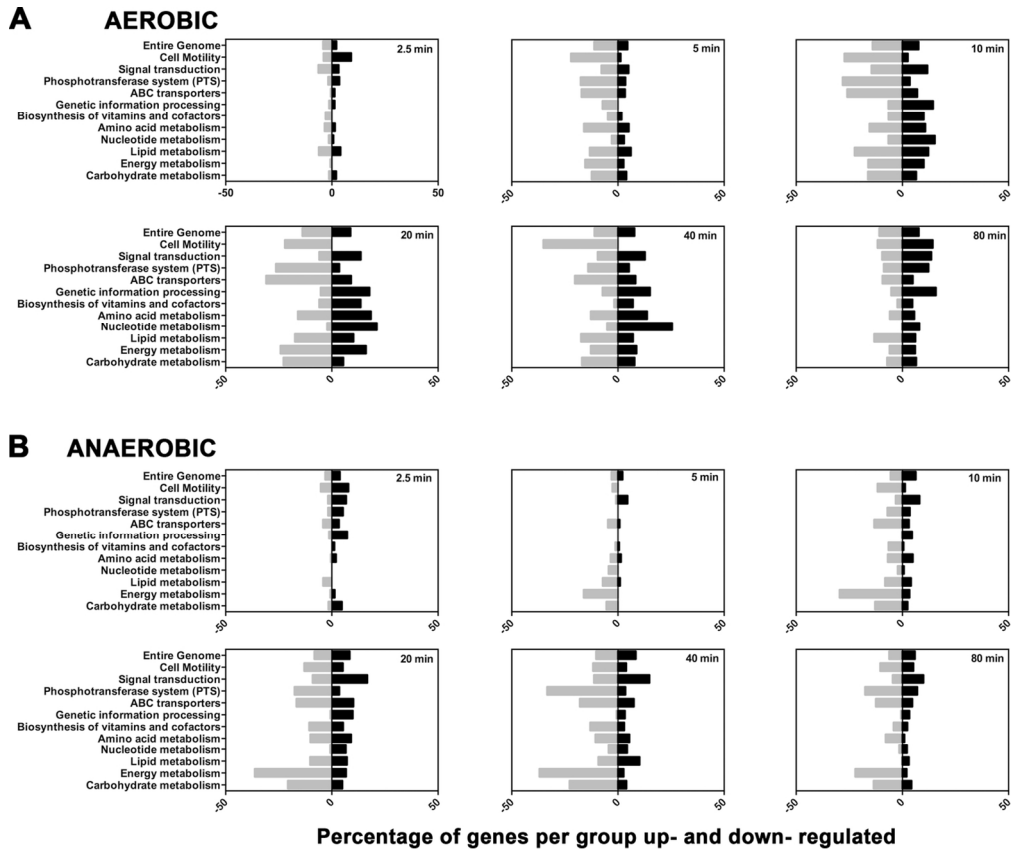 A AEROBIC
Entire Genome
Cell Motility
Signal transduction
Phosphotransferase system (PTS)
ABC transporters
Genetic information processing
Biosynthesis of vitamins and cofactors
Amino acid metabolism
Nucleotide metabolism
Lipid metabolism
Energy metabolism
Carbohydrate metabolism
2.5 min
-50 0 50
5 min
-50 0 50
10 min
-50 0 50
Entire Genome
Cell Motility
Signal transduction
Phosphotransferase system (PTS)
ABC transporters
Genetic information processing
Biosynthesis of vitamins and cofactors
Amino acid metabolism
Nucleotide metabolism
Lipid metabolism
Energy metabolism
Carbohydrate metabolism
20 min
-50 0 50
40 min
-50 0 50
80 min
-50 0 50
B ANAEROBIC
Entire Genome
Cell Motility
Signal transduction
Phosphotransferase system (PTS)
ABC transporters
Genetic information processing
Biosynthesis of vitamins and cofactors
Amino acid metabolism
Nucleotide metabolism
Lipid metabolism
Energy metabolism
Carbohydrate metabolism
2.5 min
-50 0 50
5 min
-50 0 50
10 min
-50 0 50
Entire Genome
Cell Motility
Signal transduction
Phosphotransferase system (PTS)
ABC transporters
Genetic information processing
Biosynthesis of vitamins and cofactors
Amino acid metabolism
Nucleotide metabolism
Lipid metabolism
Energy metabolism
Carbohydrate metabolism
20 min
-50 0 50
40 min
-50 0 50
80 min
-50 0 50
Percentage of genes per group up- and down- regulated